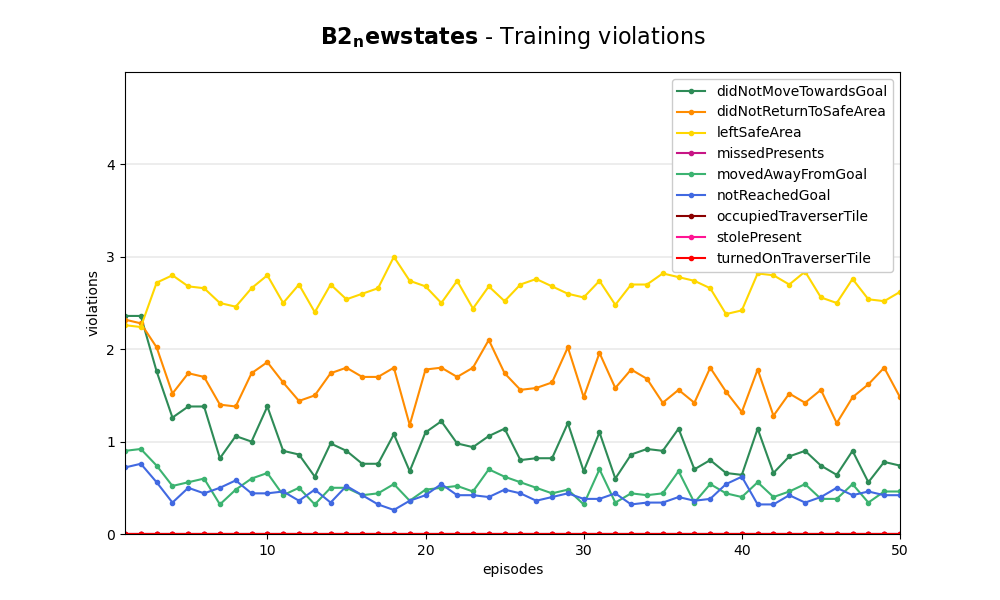 B2ₙewstates - Training violations
didNotMoveTowardsGoal
didNotReturnToSafeArea
leftSafeArea
missedPresents
movedAwayFromGoal
notReachedGoal
occupiedTraverserTile
stolePresent
turnedOnTraverserTile
violations
4
3
2
1
0
10 20 30 40 50
episodes